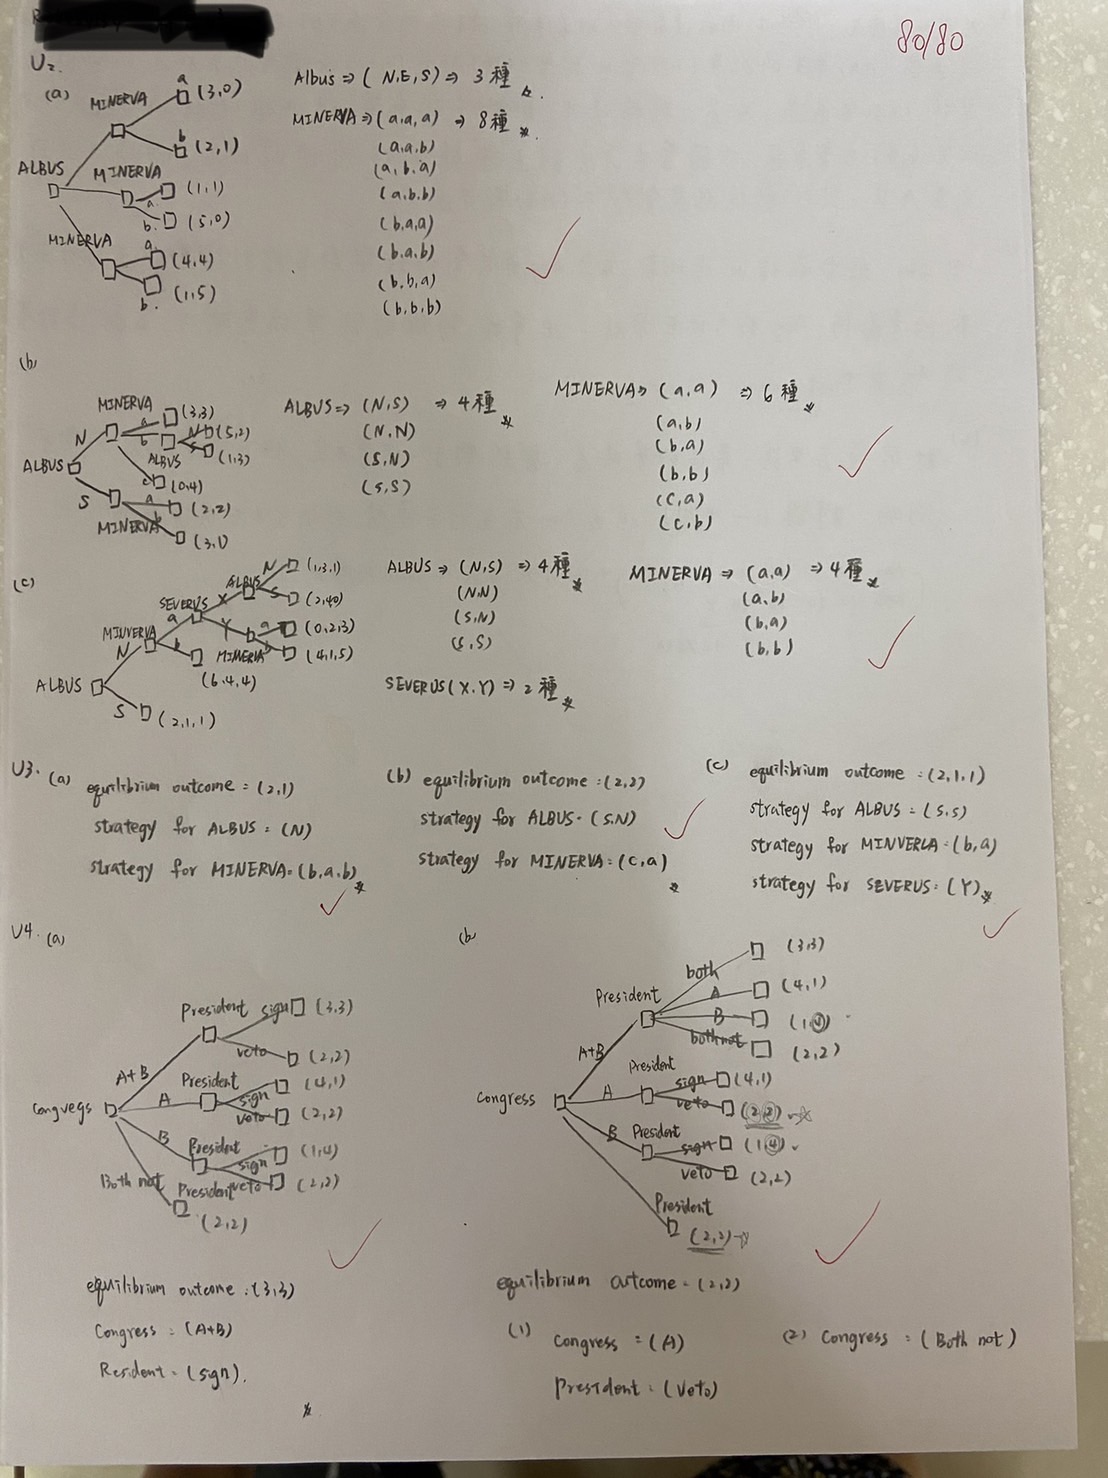 80/80
U2.
(a)
MINERVA
a
(3,0)
b
(2,1)
ALBUS
MINERVA
a.
(1,1)
b.
(5,0)
MINERVA
a.
(4,4)
b.
(1,5)
Albus ⇒ ( N,E,S) ⇒ 3種
MINERVA ⇒ (a,a,a) ⇒ 8種
(a,a,b)
(a,b,a)
(a,b,b)
(b,a,a)
(b,a,b)
(b,b,a)
(b,b,b)
(b)
MINERVA
N
a
(3,3)
b
N
(5,2)
S
(1,3)
ALBUS
ALBUS
c
(0,4)
S
a
(2,2)
MINERVA
b
(3,1)
ALBUS ⇒ (N,S) ⇒ 4種
(N,N)
(S,N)
(S,S)
MINERVA ⇒ (a,a) ⇒ 6種
(a,b)
(b,a)
(b,b)
(c,a)
(c,b)
(c)
ALBUS
N
(1,3,1)
S
(2,4,0)
SEVERUS
X
a
Y
a
(0,2,3)
b
(4,1,5)
MINVERVA
N
b
MINERVA
(6,4,4)
ALBUS
S
(2,1,1)
ALBUS ⇒ (N,S) ⇒ 4種
(N,N)
(S,N)
(S,S)
MINERVA ⇒ (a,a) ⇒ 4種
(a,b)
(b,a)
(b,b)
SEVERUS (X,Y) ⇒ 2種
U3. (a) equilibrium outcome = (2,1)
strategy for ALBUS = (N)
strategy for MINERVA = (b,a,b)
(b) equilibrium outcome = (2,2)
strategy for ALBUS = (S,N)
strategy for MINERVA = (c,a)
(c) equilibrium outcome = (2,1,1)
strategy for ALBUS = (S,S)
strategy for MINVERLA = (b,a)
strategy for SEVERUS = (Y)
U4. (a)
President
sign
(3,3)
veto
(2,2)
A+B
President
sign
(4,1)
A
veto
(2,2)
Congvegs
B
President
sign
(1,4)
veto
(2,2)
Both not
President
(2,2)
equilibrium outcome : (3,3)
Congress = (A+B)
Resident = (sign).
(b)
both
(3,3)
President
A
(4,1)
B
(1,4)
both not
(2,2)
A+B
President
sign
(4,1)
Congress
A
veto
(2,2)
B
President
sign
(1,4)
veto
(2,2)
President
(2,2)
equilibrium outcome = (2,2)
(1) Congress = (A)
President = (Veto)
(2) Congress = (Both not)